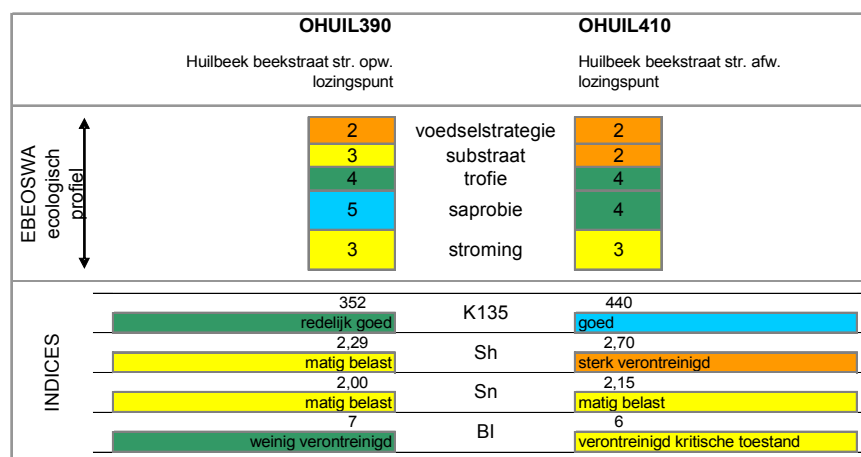 OHUIL390 OHUIL410
Huilbeek beekstraat str. opw. Huilbeek beekstraat str. afw.
lozingspunt lozingspunt
EBEOSWA
ecologisch
profiel
2 voedselstrategie 2
3 substraat 2
4 trofie 4
5 saprobie 4
3 stroming 3
INDICES
352 K135 440
redelijk goed goed
2,29 Sh 2,70
matig belast sterk verontreinigd
2,00 Sn 2,15
matig belast matig belast
7 BI 6
weinig verontreinigd verontreinigd kritische toestand